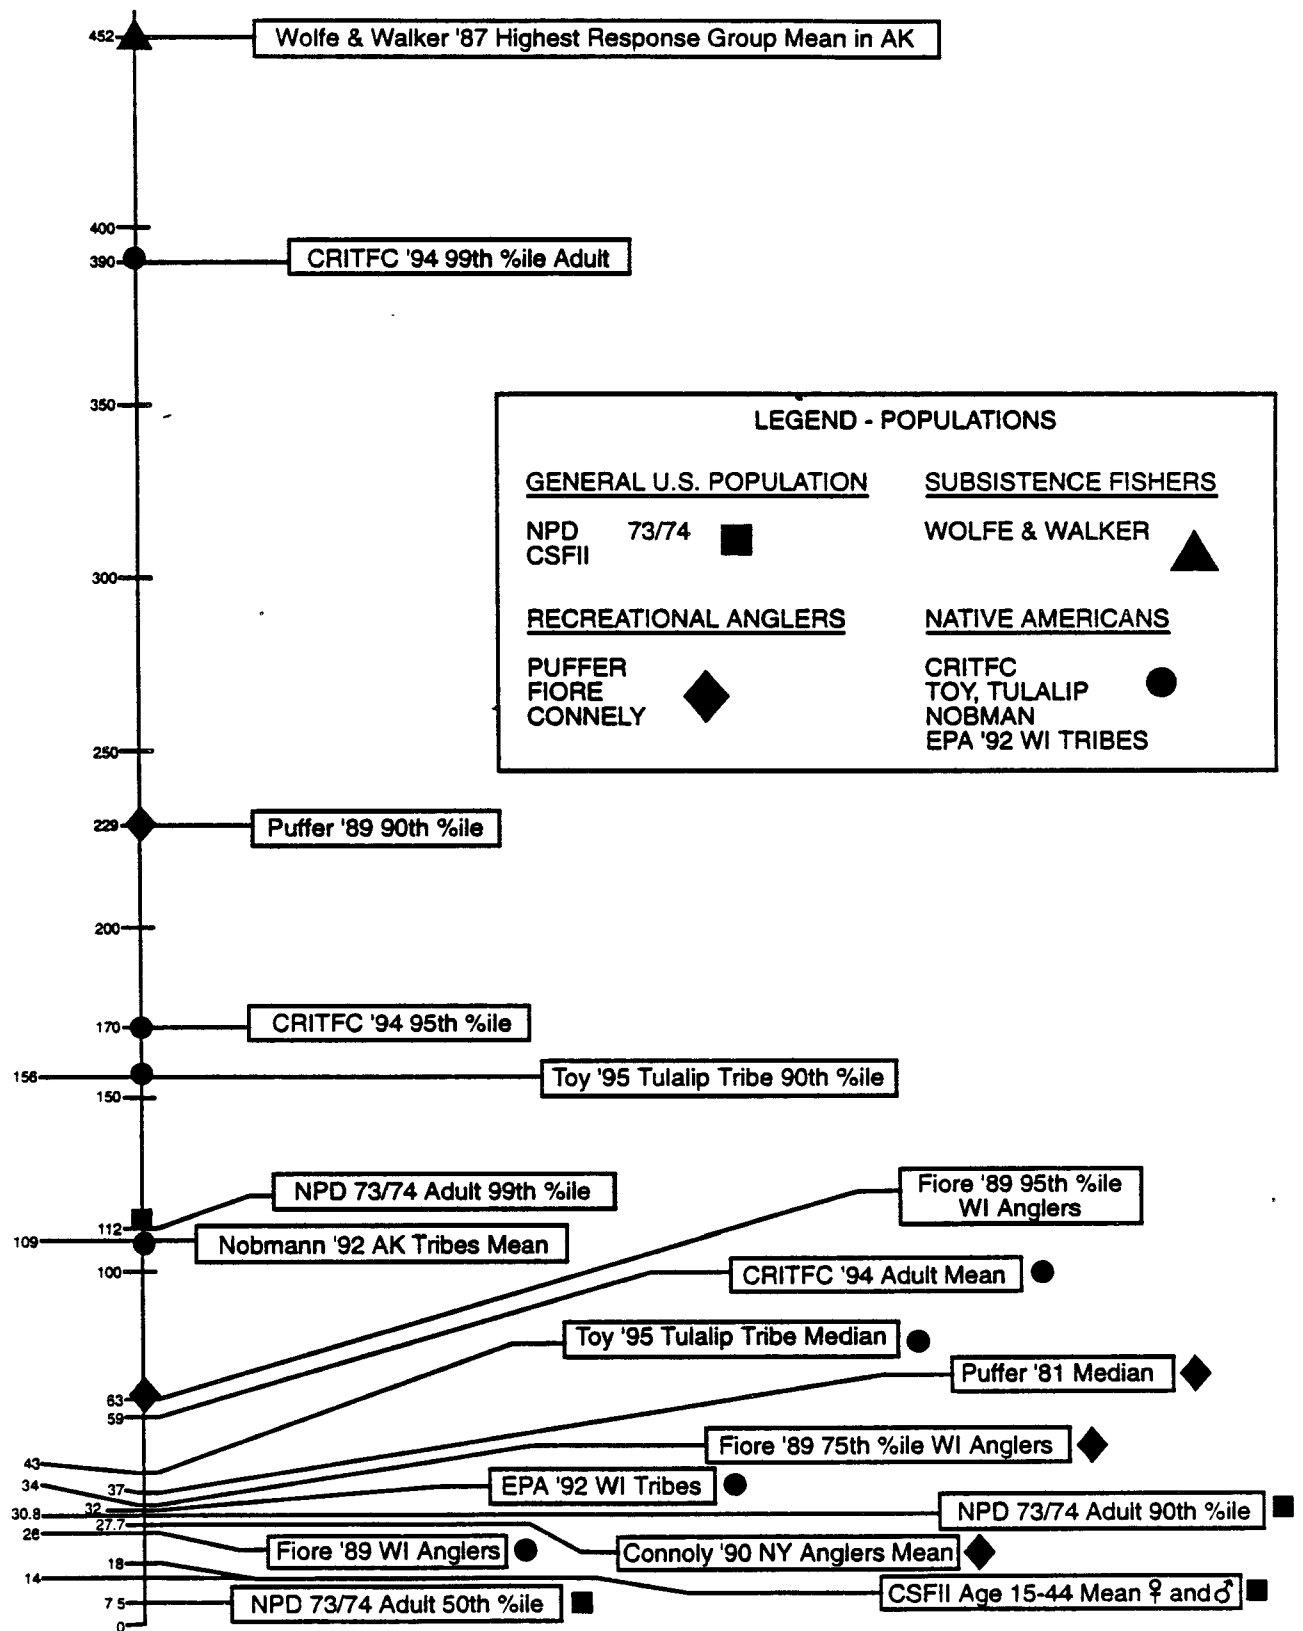 452
Wolfe & Walker '87 Highest Response Group Mean in AK
400
390
CRITFC '94 99th %ile Adult
350
LEGEND - POPULATIONS
GENERAL U.S. POPULATION
NPD 73/74
CSFII
SUBSISTENCE FISHERS
WOLFE & WALKER
RECREATIONAL ANGLERS
PUFFER
FIORE
CONNELY
NATIVE AMERICANS
CRITFC
TOY, TULALIP
NOBMAN
EPA '92 WI TRIBES
300
250
229
Puffer '89 90th %ile
200
170
CRITFC '94 95th %ile
156
Toy '95 Tulalip Tribe 90th %ile
150
NPD 73/74 Adult 99th %ile
Fiore '89 95th %ile
WI Anglers
112
109
Nobmann '92 AK Tribes Mean
100
CRITFC '94 Adult Mean
Toy '95 Tulalip Tribe Median
Puffer '81 Median
63
59
Fiore '89 75th %ile WI Anglers
43
34
37
EPA '92 WI Tribes
32
30.8
NPD 73/74 Adult 90th %ile
27.7
26
Fiore '89 WI Anglers
Connoly '90 NY Anglers Mean
18
14
CSFII Age 15-44 Mean ♀ and ♂
7 5
NPD 73/74 Adult 50th %ile
0